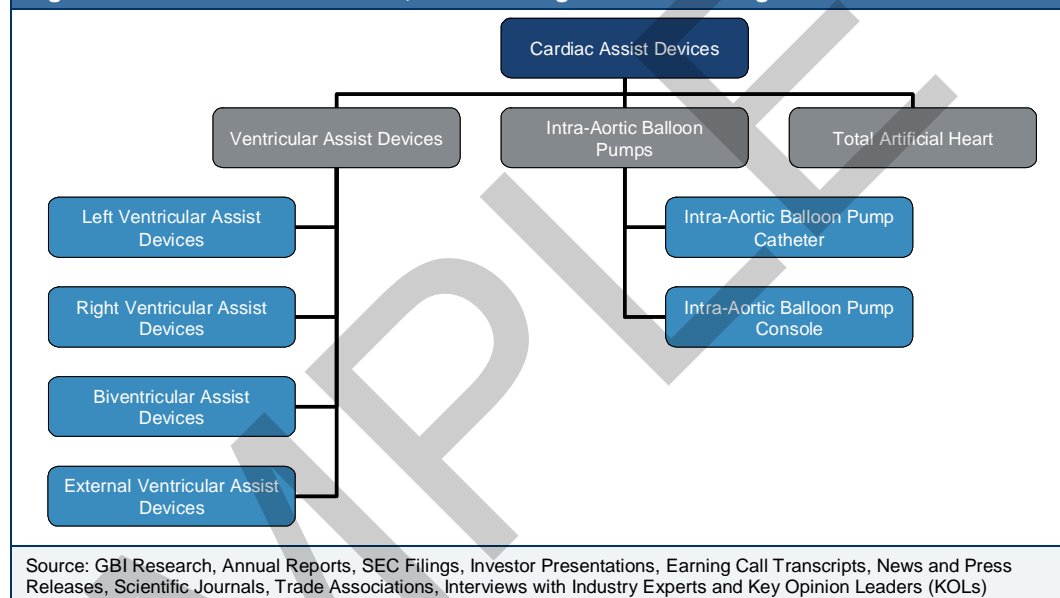 Cardiac Assist Devices
Ventricular Assist Devices
Intra-Aortic Balloon
Pumps
Total Artificial Heart
Left Ventricular Assist
Devices
Intra-Aortic Balloon Pump
Catheter
Right Ventricular Assist
Devices
Intra-Aortic Balloon Pump
Console
Biventricular Assist
Devices
External Ventricular Assist
Devices
Source: GBI Research, Annual Reports, SEC Filings, Investor Presentations, Earning Call Transcripts, News and Press
Releases, Scientific Journals, Trade Associations, Interviews with Industry Experts and Key Opinion Leaders (KOLs)
MPLE